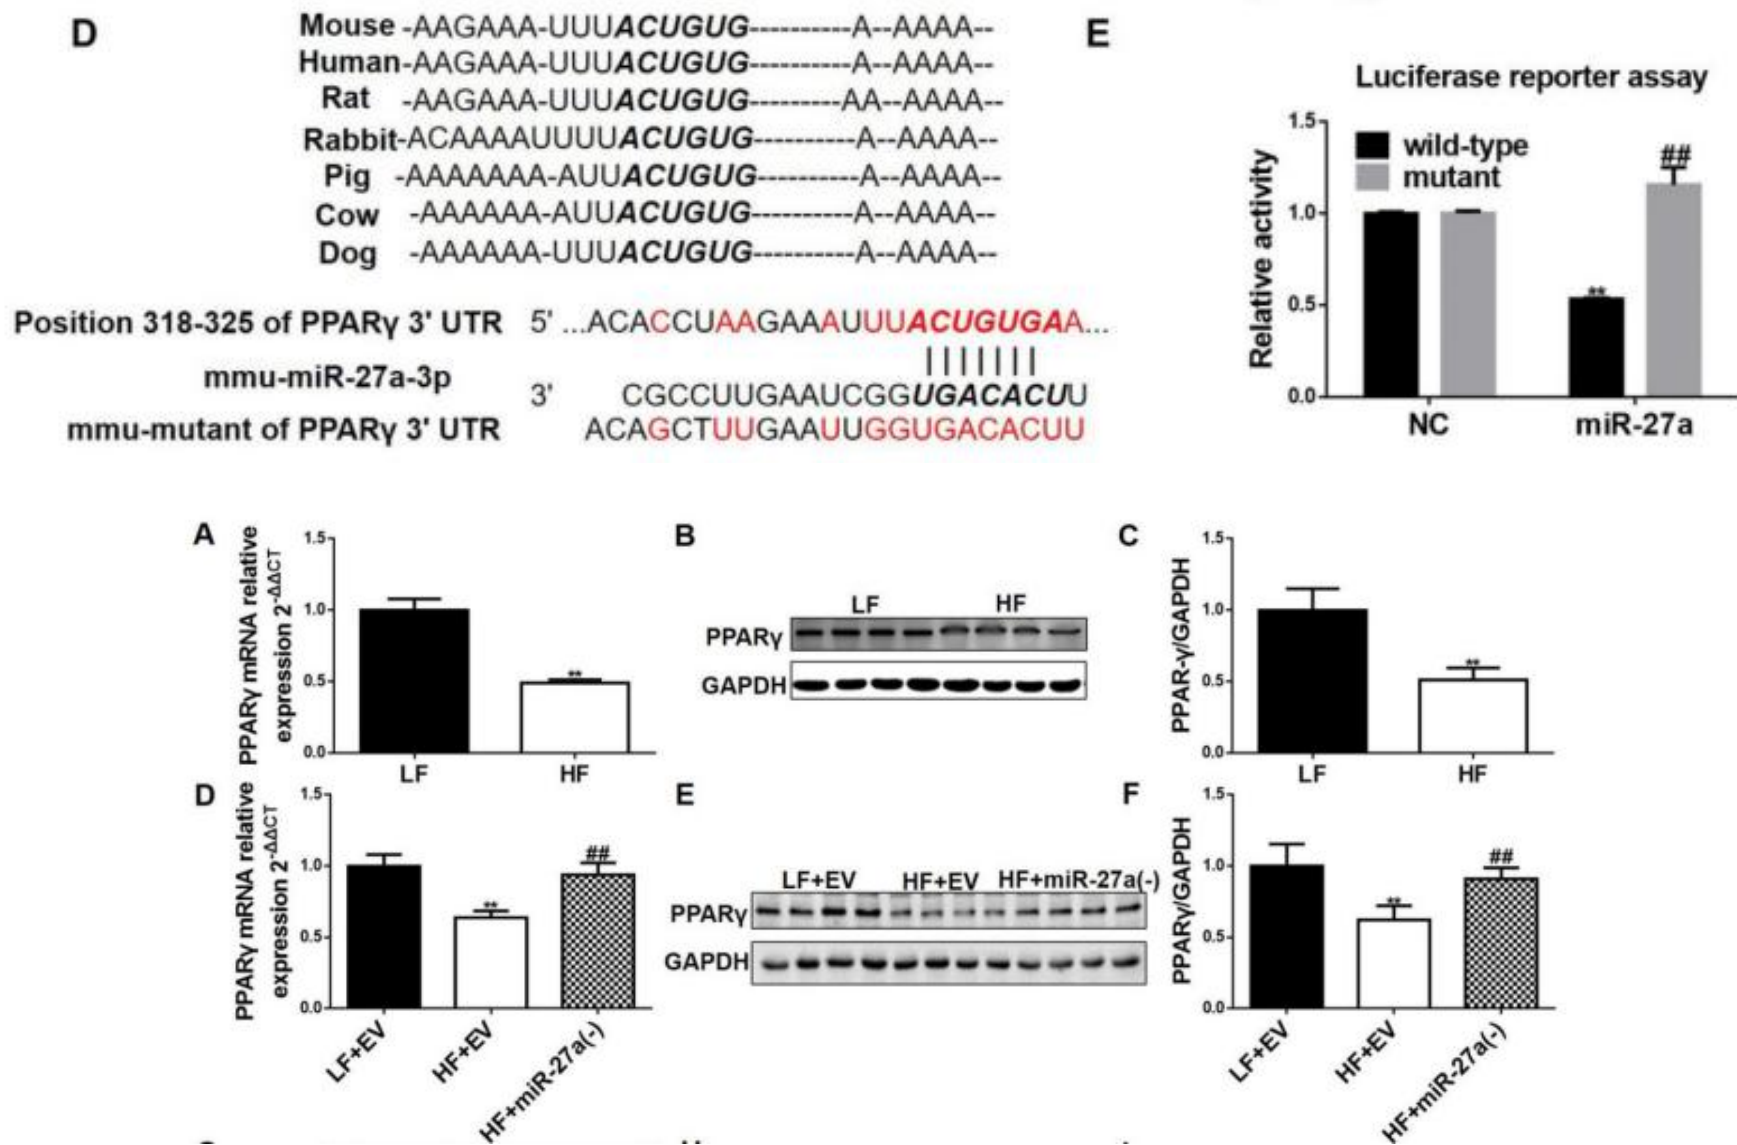 D
Mouse -AAGAAA-UUUACUGUG----------A--AAAA--
Human-AAGAAA-UUUACUGUG----------A--AAAA--
Rat -AAGAAA-UUUACUGUG---------AA--AAAA--
Rabbit-ACAAAAUUUUACUGUG----------A--AAAA--
Pig -AAAAAAA-AUUACUGUG----------A--AAAA--
Cow -AAAAAA-AUUACUGUG----------A--AAAA--
Dog -AAAAAA-UUUACUGUG----------A--AAAA--
Position 318-325 of PPARγ 3' UTR 5' ...ACACCUAAGAAAUUUACUGUGAA...
mmu-miR-27a-3p
3' CGCCUUGAAUCGGUGACACUU
mmu-mutant of PPARγ 3' UTR ACAGCTUUGAAUUGGUGACACUU
E
Luciferase reporter assay
Relative activity
1.5
1.0
0.5
0.0
wild-type
mutant
**
##
NC miR-27a
A
PPARγ mRNA relative
expression 2-ΔΔCT
1.5
1.0
0.5
0.0
**
LF HF
B
LF HF
PPARγ
GAPDH
C
PPAR-γ/GAPDH
1.5
1.0
0.5
0.0
**
LF HF
D
PPARγ mRNA relative
expression 2-ΔΔCT
1.5
1.0
0.5
0.0
**
##
LF+EV
HF+EV
HF+miR-27a(-)
E
LF+EV HF+EV HF+miR-27a(-)
PPARγ
GAPDH
F
PPARγ/GAPDH
1.5
1.0
0.5
0.0
**
##
LF+EV
HF+EV
HF+miR-27a(-)